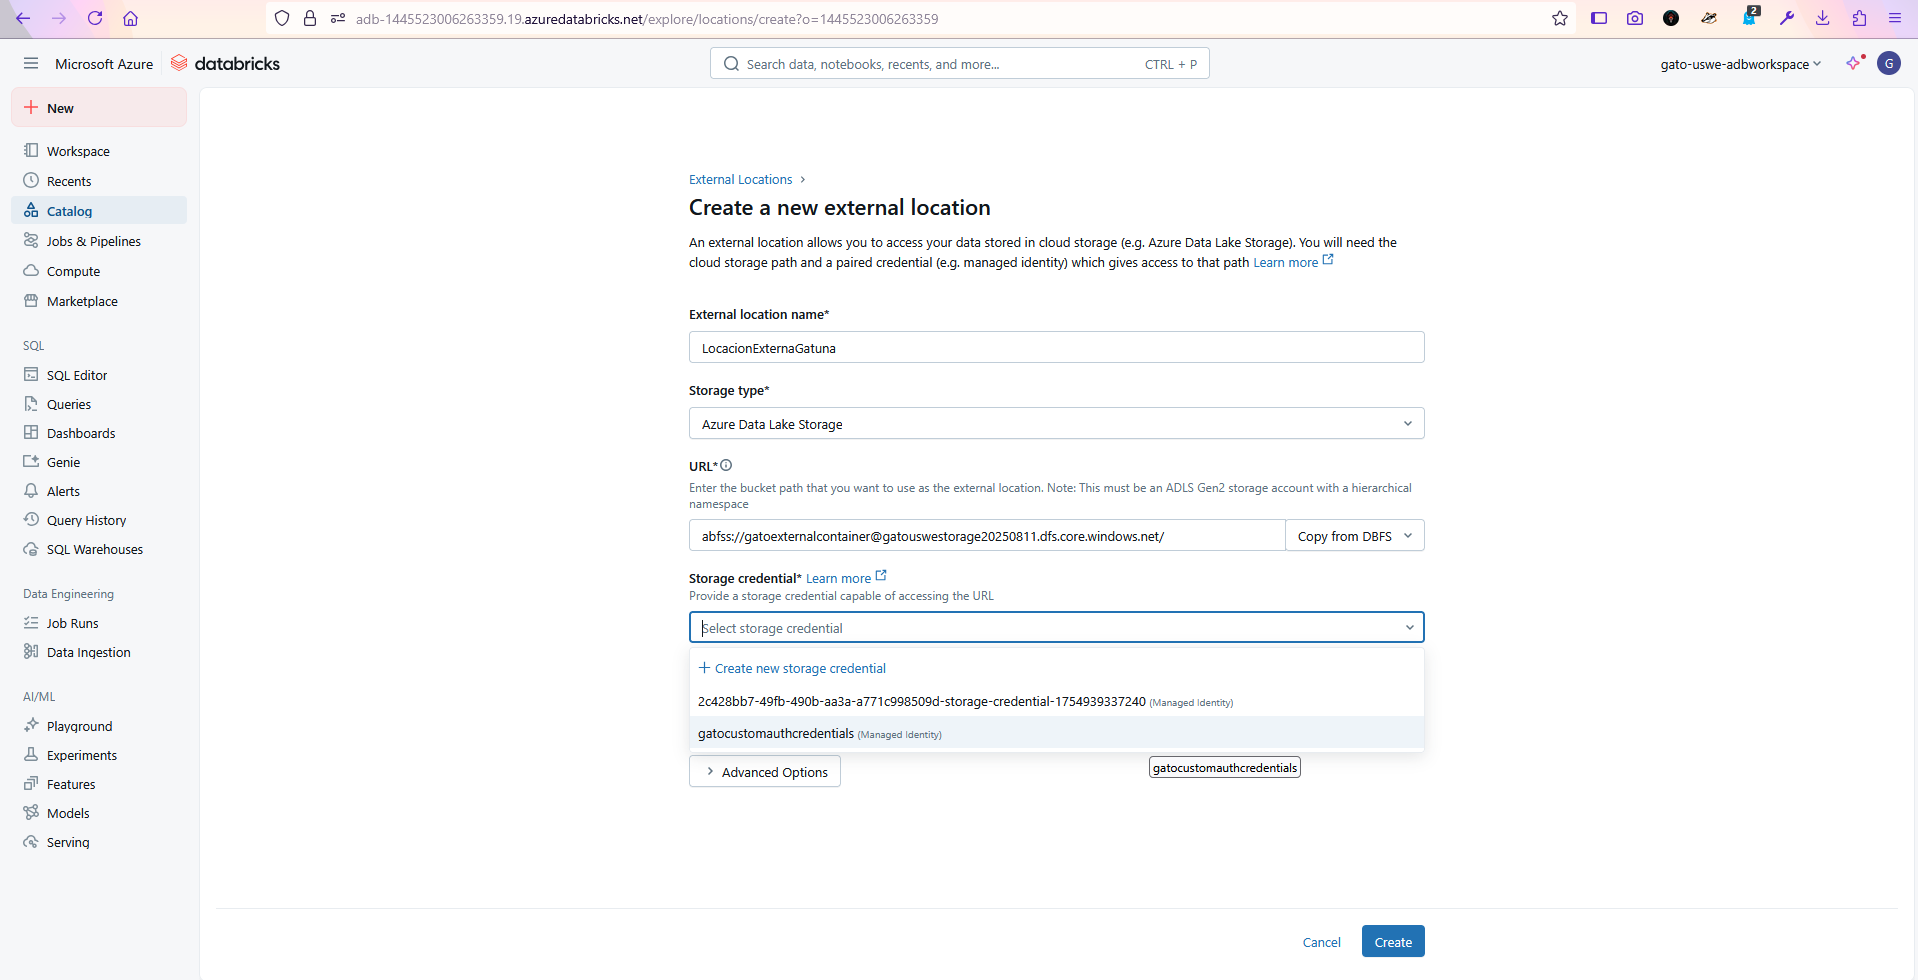 adb-1445523006263359.19.azuredatabricks.net/explore/locations/create?o=1445523006263359
2
Microsoft Azure
databricks
Search data, notebooks, recents, and more...
CTRL + P
gato-uswe-adbworkspace
G
New
Workspace
Recents
Catalog
Jobs & Pipelines
Compute
Marketplace
SQL
SQL Editor
Queries
Dashboards
Genie
Alerts
Query History
SQL Warehouses
Data Engineering
Job Runs
Data Ingestion
AI/ML
Playground
Experiments
Features
Models
Serving
External Locations
Create a new external location
An external location allows you to access your data stored in cloud storage (e.g. Azure Data Lake Storage). You will need the
cloud storage path and a paired credential (e.g. managed identity) which gives access to that path Learn more
External location name*
LocacionExternaGatuna
Storage type*
Azure Data Lake Storage
URL*
Enter the bucket path that you want to use as the external location. Note: This must be an ADLS Gen2 storage account with a hierarchical
namespace
abfss://gatoexternalcontainer@gatouswestorage20250811.dfs.core.windows.net/
Copy from DBFS
Storage credential* Learn more
Provide a storage credential capable of accessing the URL
Select storage credential
Create new storage credential
2c428bb7-49fb-490b-aa3a-a771c998509d-storage-credential-1754939337240 (Managed Identity)
gatocustomauthcredentials (Managed Identity)
gatocustomauthcredentials
Advanced Options
Cancel
Create